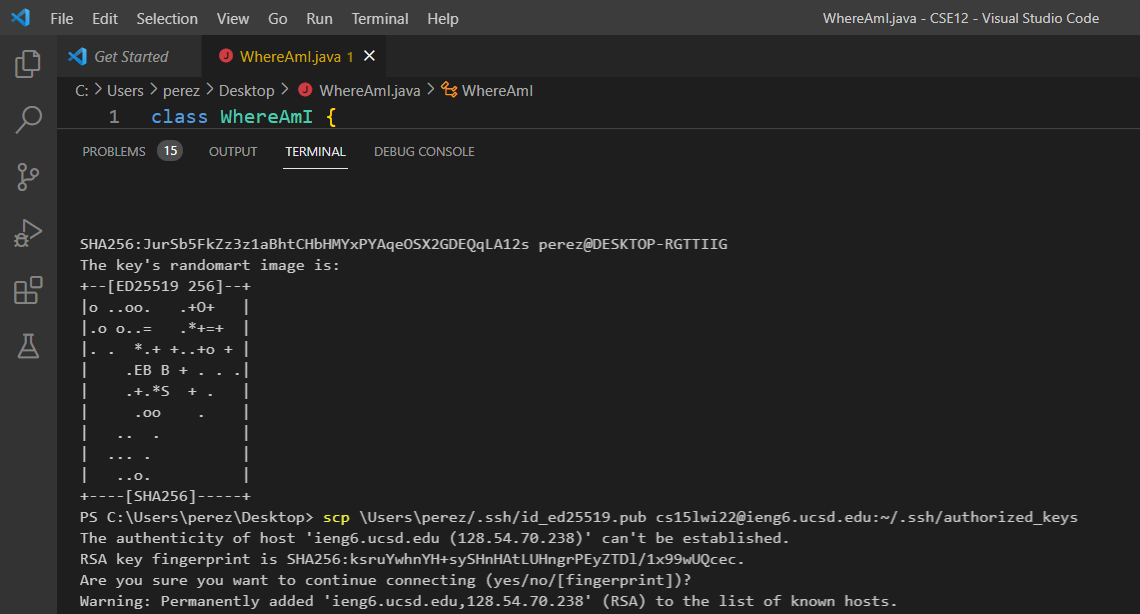 File Edit Selection View Go Run Terminal Help WhereAmI.java - CSE12 - Visual Studio Code
Get Started J WhereAmI.java 1
C: > Users > perez > Desktop > J WhereAmI.java > WhereAmI
1 class WhereAmI {
PROBLEMS 15 OUTPUT TERMINAL DEBUG CONSOLE
SHA256:JurSb5FkZz3z1aBhtCHbHMYxPYAqeOSX2GDEQqLA12s perez@DESKTOP-RGTTIIG
The key's randomart image is:
+--[ED25519 256]--+
|o ..oo.   .+O+   |
|.o o..=   .*+=+  |
|. .  *.+ +..+o + |
|    .EB B + . . .|
|    .+.*S  + .   |
|     .oo    .    |
|   ..  .         |
|  ... .          |
|   ..o.          |
+----[SHA256]-----+
PS C:\Users\perez\Desktop> scp \Users\perez/.ssh/id_ed25519.pub cs15lwi22@ieng6.ucsd.edu:~/.ssh/authorized_keys
The authenticity of host 'ieng6.ucsd.edu (128.54.70.238)' can't be established.
RSA key fingerprint is SHA256:ksruYwhnYH+sySHnHAtLUHngrPEyZTDl/1x99wUQcec.
Are you sure you want to continue connecting (yes/no/[fingerprint])?
Warning: Permanently added 'ieng6.ucsd.edu,128.54.70.238' (RSA) to the list of known hosts.